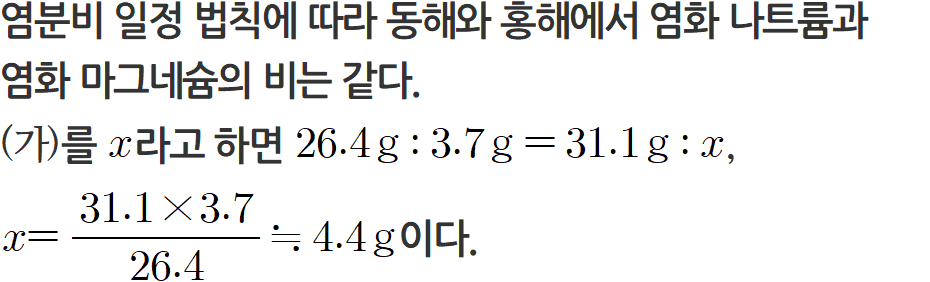 염분비 일정 법칙에 따라 동해와 홍해에서 염화 나트륨과
염화 마그네슘의 비는 같다.
(가)를 x라고 하면 26.4 g : 3.7 g = 31.1 g : x,
x = \frac{31.1×3.7}{26.4} ≒ 4.4 g이다.